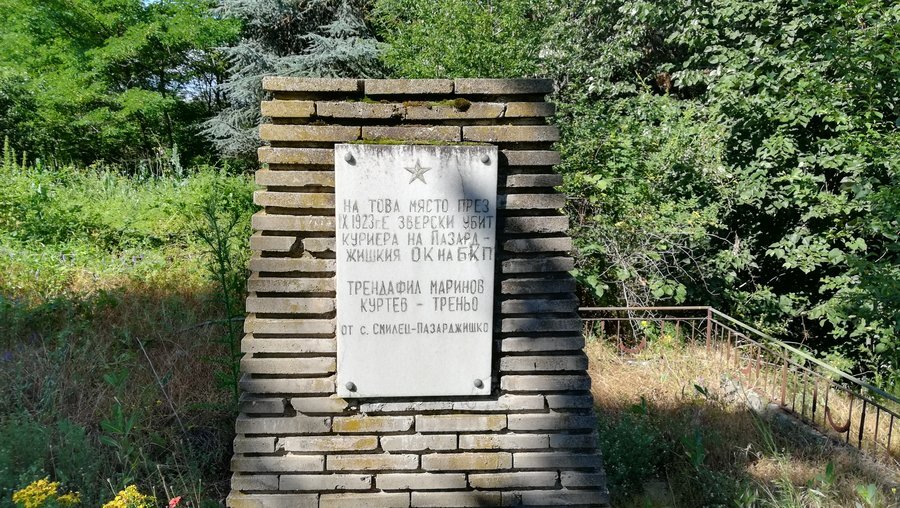 НА ТОВА МЯСТО ПРЕЗ
IX.1923Г Е ЗВЕРСКИ УБИТ
КУРИЕРА НА ПАЗАРД-
ЖИШКИЯ ОК НА БКП
ТРЕНДАФИЛ МАРИНОВ
КУРТЕВ - ТРЕНЬО
ОТ С. СМИЛЕЦ-ПАЗАРДЖИШКО